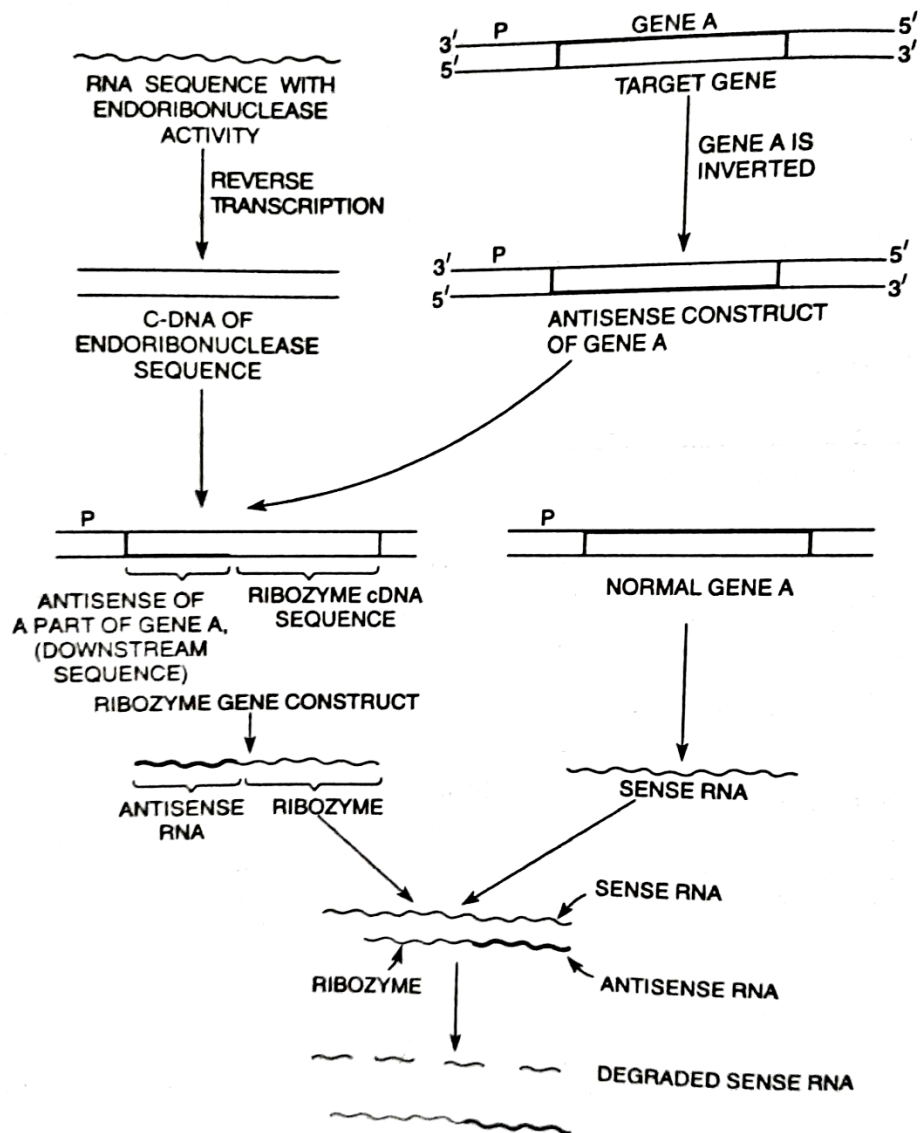 3′ P GENE A 5′
5′ 3′
TARGET GENE
RNA SEQUENCE WITH
ENDORIBONUCLEASE
ACTIVITY
GENE A IS
INVERTED
REVERSE
TRANSCRIPTION
3′ P 5′
5′ 3′
C-DNA OF
ENDORIBONUCLEASE
SEQUENCE
ANTISENSE CONSTRUCT
OF GENE A
P
P
ANTISENSE OF
A PART OF GENE A,
(DOWNSTREAM
SEQUENCE)
RIBOZYME cDNA
SEQUENCE
NORMAL GENE A
RIBOZYME GENE CONSTRUCT
ANTISENSE
RNA
RIBOZYME
SENSE RNA
SENSE RNA
RIBOZYME
ANTISENSE RNA
DEGRADED SENSE RNA